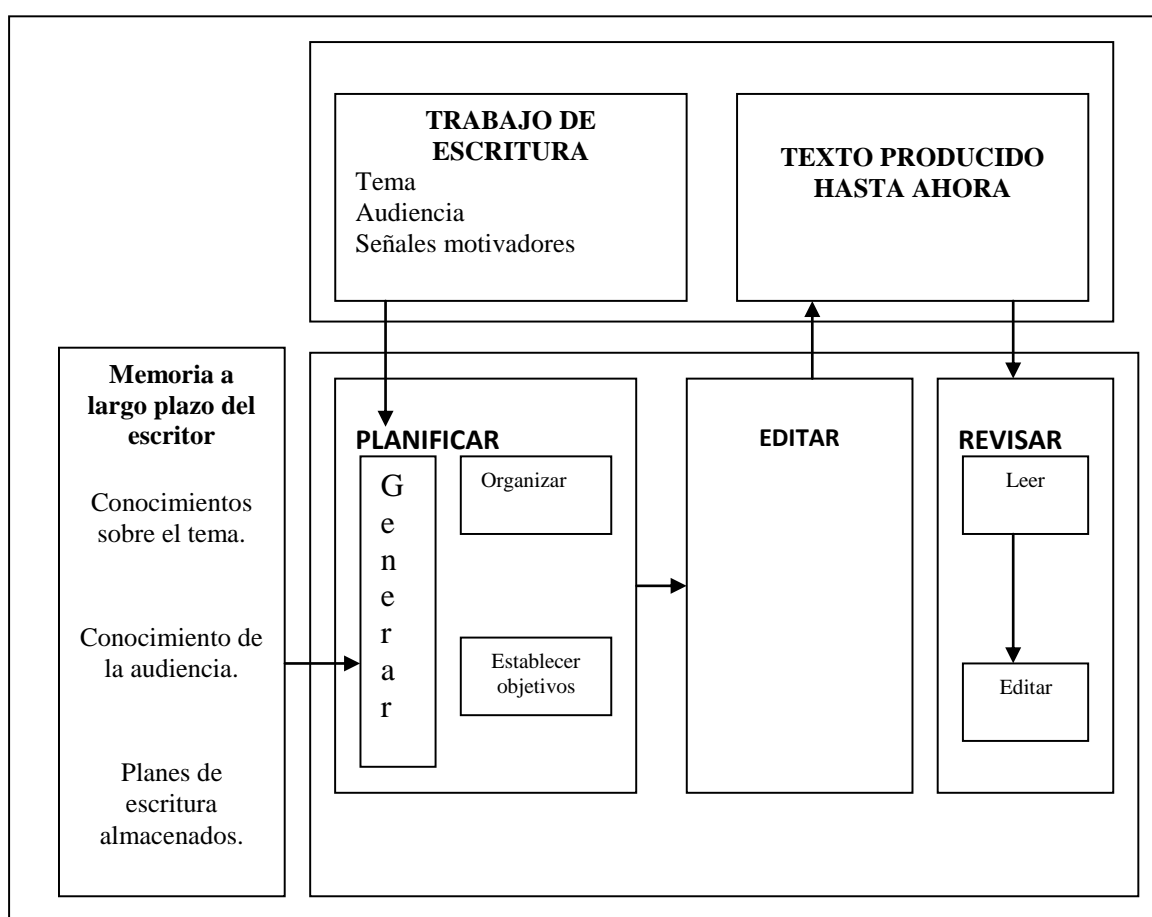 TRABAJO DE
ESCRITURA
Tema
Audiencia
Señales motivadores
TEXTO PRODUCIDO
HASTA AHORA
Memoria a
largo plazo del
escritor
Conocimientos
sobre el tema.
Conocimiento de
la audiencia.
Planes de
escritura
almacenados.
PLANIFICAR
G
e
n
e
r
a
r
Organizar
Establecer
objetivos
EDITAR
REVISAR
Leer
Editar